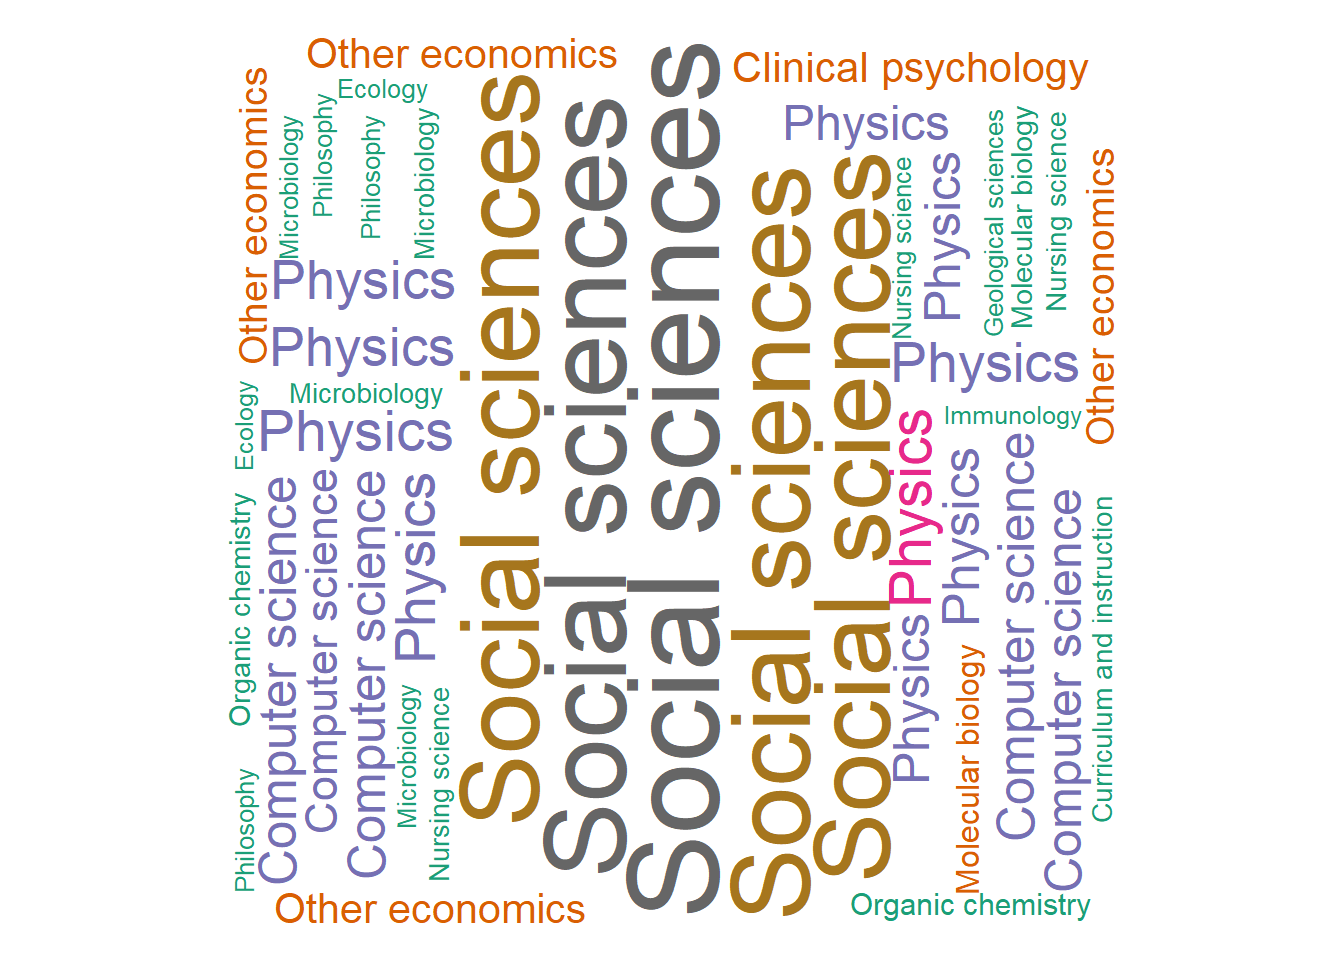 Other economics
Clinical psychology
Ecology
Other economics
Microbiology
Philosophy
Philosophy
Microbiology
Social sciences
Social sciences
Social sciences
Social sciences
Social sciences
Physics
Nursing science
Physics
Geological sciences
Molecular biology
Nursing science
Other economics
Physics
Physics
Physics
Microbiology
Ecology
Physics
Immunology
Physics
Physics
Organic chemistry
Computer science
Computer science
Computer science
Physics
Computer science
Computer science
Curriculum and instruction
Physics
Molecular biology
Microbiology
Nursing science
Philosophy
Other economics
Organic chemistry